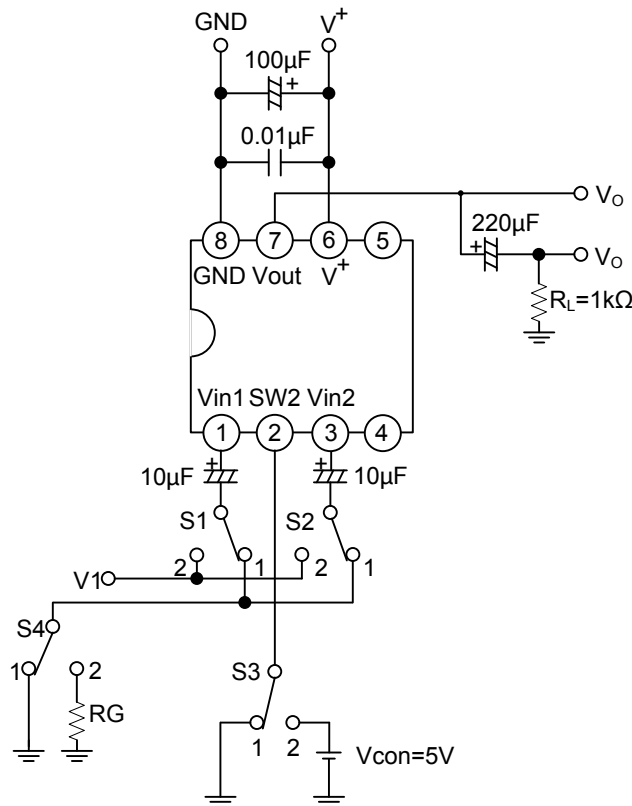 GND V+
100µF
+
0.01µF
VO
220µF
+
VO
8 7 6 5
GND Vout V+
RL=1kΩ
Vin1 SW2 Vin2
1 2 3 4
+ +
10µF 10µF
S1 S2
2 1 2 1
V1
S4
1 2
S3
RG
1 2
Vcon=5V